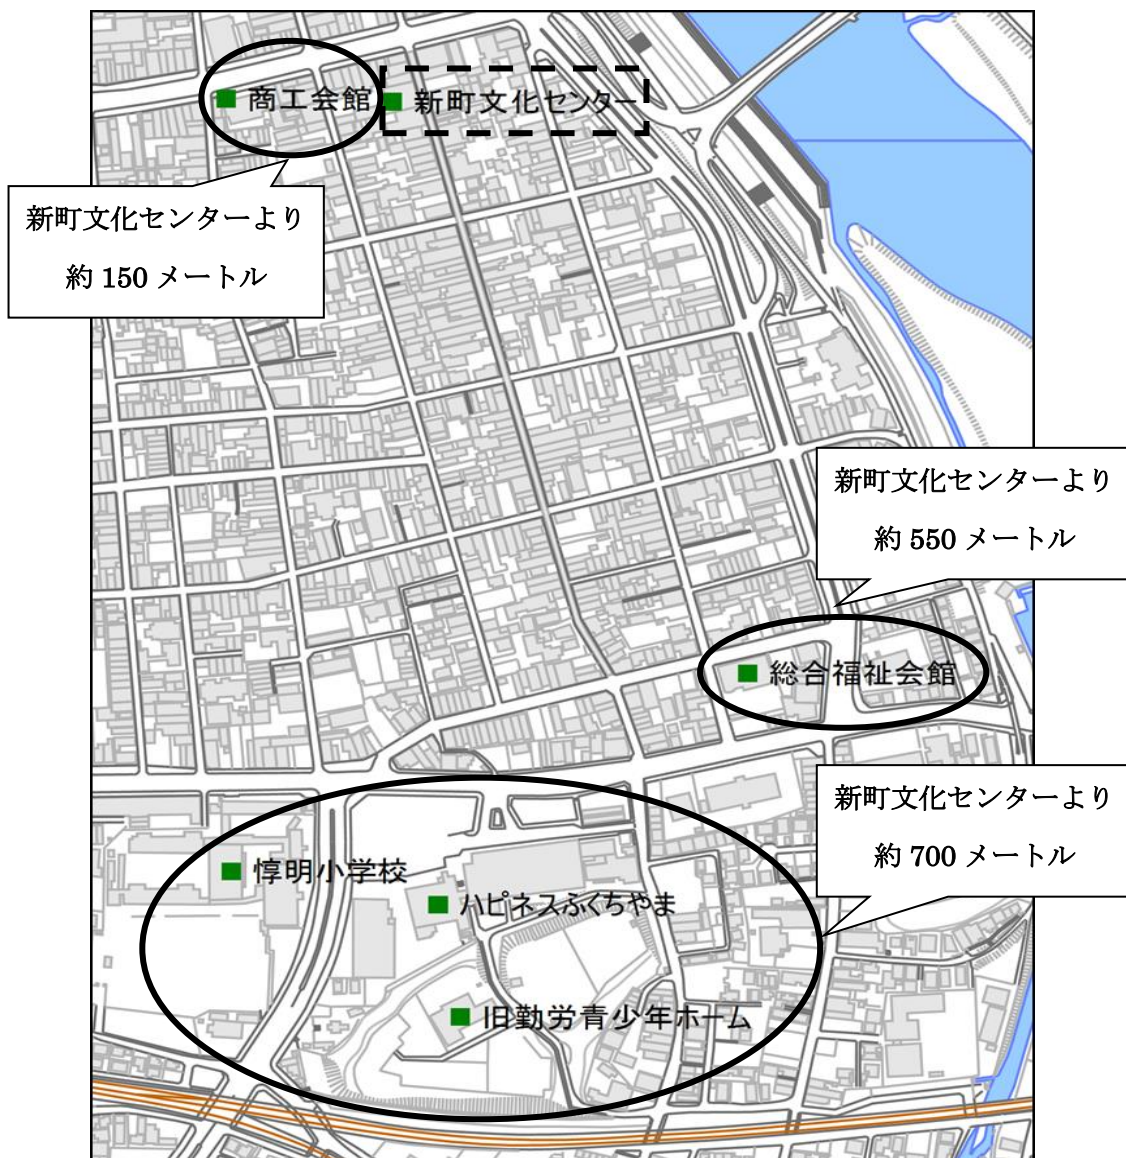 商工会館
新町文化センター
新町文化センターより
約 150 メートル
新町文化センターより
約 550 メートル
総合福祉会館
新町文化センターより
約 700 メートル
惇明小学校
ハピネスふくちやま
旧勤労青少年ホーム